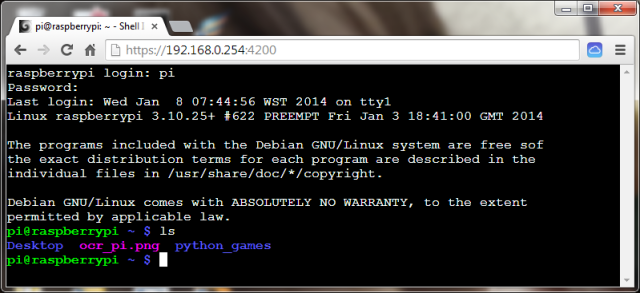 pi@raspberrypi: ~ - Shell
https://192.168.0.254:4200
raspberrypi login: pi
Password:
Last login: Wed Jan  8 07:44:56 WST 2014 on tty1
Linux raspberrypi 3.10.25+ #622 PREEMPT Fri Jan 3 18:41:00 GMT 2014
The programs included with the Debian GNU/Linux system are free sof
the exact distribution terms for each program are described in the
individual files in /usr/share/doc/*/copyright.
Debian GNU/Linux comes with ABSOLUTELY NO WARRANTY, to the extent
permitted by applicable law.
pi@raspberrypi ~ $ ls
Desktop  ocr_pi.png  python_games
pi@raspberrypi ~ $